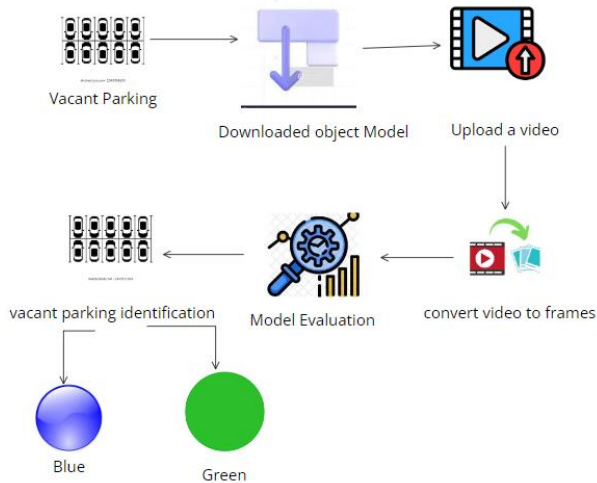 Vacant Parking
Downloaded object Model
Upload a video
vacant parking identification
Model Evaluation
convert video to frames
Blue
Green